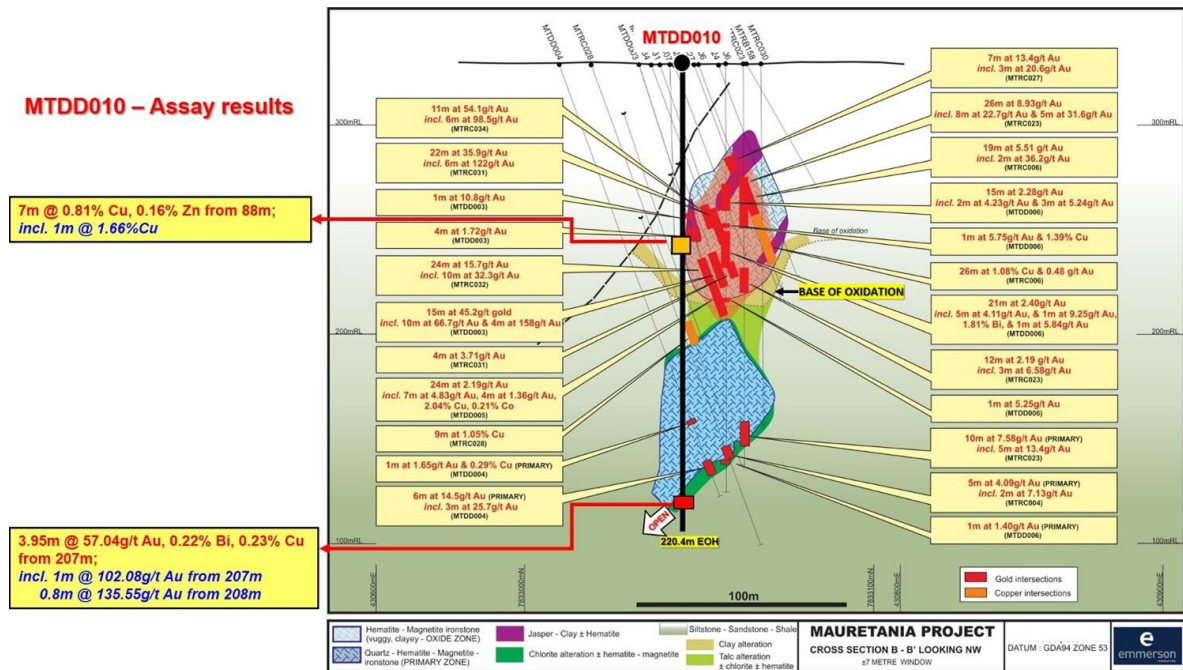 MTDD010
MTDD010 – Assay results
7m @ 0.81% Cu, 0.16% Zn from 88m;
incl. 1m @ 1.66%Cu
3.95m @ 57.04g/t Au, 0.22% Bi, 0.23% Cu
from 207m;
incl. 1m @ 102.08g/t Au from 207m
0.8m @ 135.55g/t Au from 208m
MTDD004
MTRC028
MTDD003
34
31
07
36
24
36
MTRC023
MTRB158
MTRC030
300mRL
200mRL
100mRL
11m at 54.1g/t Au
incl. 6m at 98.5g/t Au
(MTRC034)
22m at 35.9g/t Au
incl. 6m at 122g/t Au
(MTRC031)
1m at 10.8g/t Au
(MTDD003)
4m at 1.72g/t Au
(MTDD003)
24m at 15.7g/t Au
incl. 10m at 32.3g/t Au
(MTRC032)
15m at 45.2g/t gold
incl. 10m at 66.7g/t Au & 4m at 158g/t Au
(MTDD003)
4m at 3.71g/t Au
(MTRC031)
24m at 2.19g/t Au
incl. 7m at 4.83g/t Au, 4m at 1.36g/t Au,
2.04% Cu, 0.21% Co
(MTDD005)
9m at 1.05% Cu
(MTRC028)
1m at 1.65g/t Au & 0.29% Cu (PRIMARY)
(MTDD004)
6m at 14.5g/t Au (PRIMARY)
incl. 3m at 25.7g/t Au
(MTDD004)
7m at 13.4g/t Au
incl. 3m at 20.6g/t Au
(MTRC027)
26m at 8.93g/t Au
incl. 8m at 22.7g/t Au & 5m at 31.6g/t Au
(MTRC023)
19m at 5.51 g/t Au
incl. 2m at 36.2g/t Au
(MTRC006)
15m at 2.28g/t Au
incl. 2m at 4.23g/t Au & 3m at 5.24g/t Au
(MTDD006)
1m at 5.75g/t Au & 1.39% Cu
(MTDD006)
26m at 1.08% Cu & 0.48 g/t Au
(MTRC006)
21m at 2.40g/t Au
incl. 5m at 4.11g/t Au, & 1m at 9.25g/t Au,
1.81% Bi, & 1m at 5.84g/t Au
(MTDD006)
12m at 2.19 g/t Au
incl. 3m at 6.58g/t Au
(MTRC023)
1m at 5.25g/t Au
(MTDD006)
10m at 7.58g/t Au (PRIMARY)
incl. 5m at 13.4g/t Au
(MTRC023)
5m at 4.09g/t Au (PRIMARY)
incl. 2m at 7.13g/t Au
(MTRC004)
1m at 1.40g/t Au (PRIMARY)
(MTDD006)
300mRL
200mRL
100mRL
Base of oxidation
BASE OF OXIDATION
OPEN
220.4m EOH
430600mE
7833000mN
7833100mN
430800mE
430900mE
100m
Gold intersections
Copper intersections
Hematite - Magnetite ironstone
(vuggy, clayey - OXIDE ZONE)
Quartz - Hematite - Magnetite -
ironstone (PRIMARY ZONE)
Jasper - Clay ± Hematite
Chlorite alteration ± hematite - magnetite
Siltstone - Sandstone - Shale
Clay alteration
Talc alteration
± chlorite ± hematite
MAURETANIA PROJECT
CROSS SECTION B - B' LOOKING NW
±7 METRE WINDOW
DATUM : GDA94 ZONE 53
e
emmerson